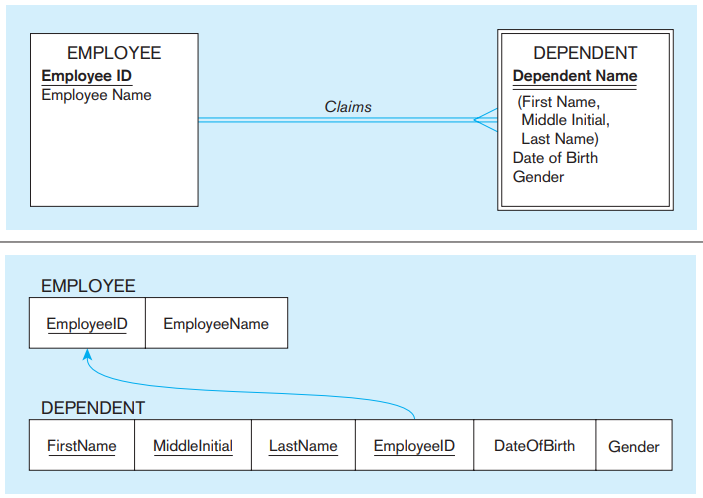 EMPLOYEE
Employee ID
Employee Name
Claims
DEPENDENT
Dependent Name
(First Name,
Middle Initial,
Last Name)
Date of Birth
Gender
EMPLOYEE
EmployeeID EmployeeName
DEPENDENT
FirstName MiddleInitial LastName EmployeeID DateOfBirth Gender